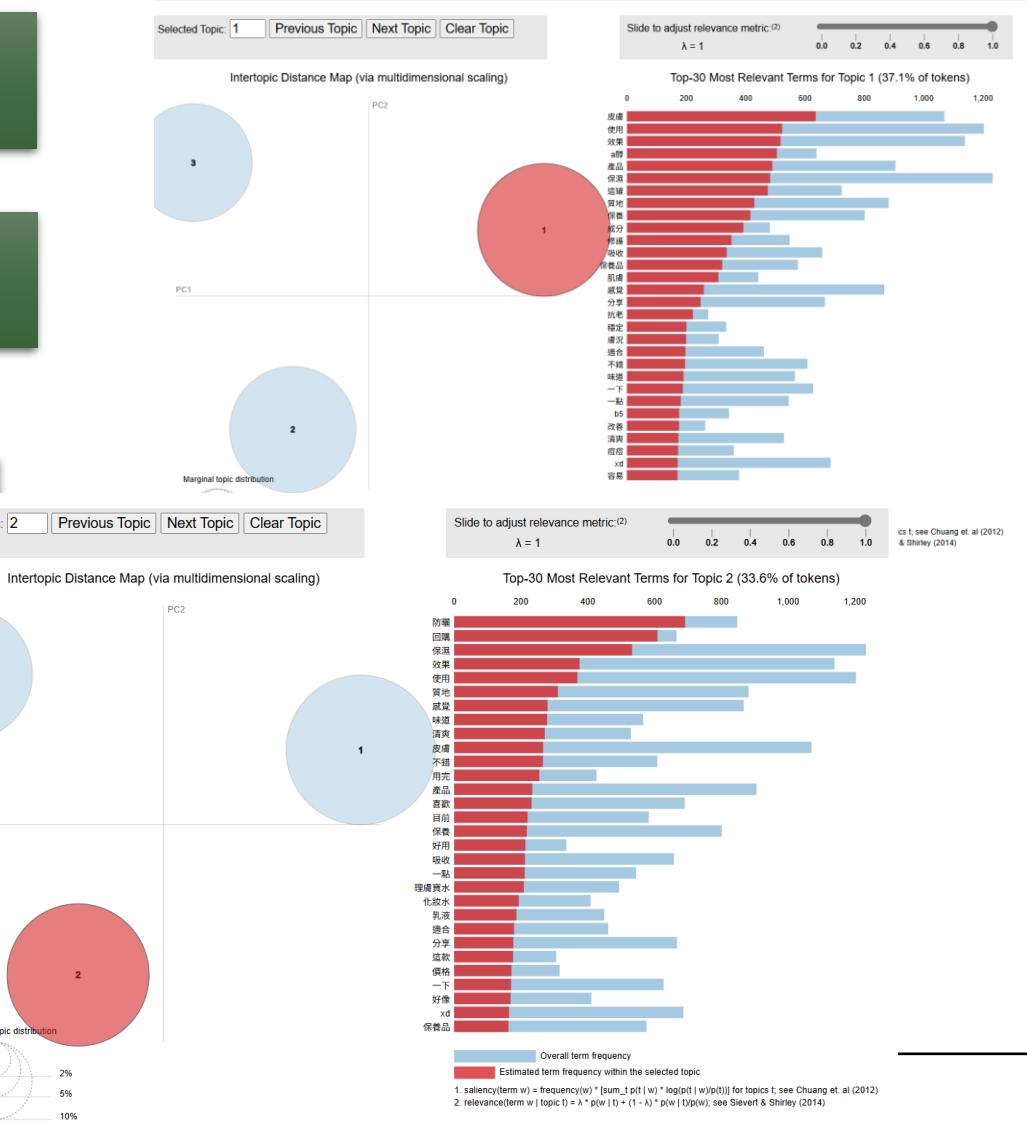 Selected Topic: 1 Previous Topic Next Topic Clear Topic
Slide to adjust relevance metric:(2)
λ = 1
0.0 0.2 0.4 0.6 0.8 1.0
Intertopic Distance Map (via multidimensional scaling)
PC2
PC1
3
1
2
Marginal topic distribution
Top-30 Most Relevant Terms for Topic 1 (37.1% of tokens)
0 200 400 600 800 1,000 1,200
皮膚
使用
效果
a醇
產品
保濕
這罐
質地
保養
成分
修護
吸收
保養品
肌膚
感覺
分享
抗老
穩定
膚況
適合
不錯
味道
一下
一點
b5
改善
清爽
痘痘
xd
容易
: 2 Previous Topic Next Topic Clear Topic
Slide to adjust relevance metric:(2)
λ = 1
0.0 0.2 0.4 0.6 0.8 1.0
ics t; see Chuang et. al (2012)
& Shirley (2014)
Intertopic Distance Map (via multidimensional scaling)
PC2
1
2
pic distribution
2%
5%
10%
Top-30 Most Relevant Terms for Topic 2 (33.6% of tokens)
0 200 400 600 800 1,000 1,200
防曬
回購
保濕
效果
使用
質地
感覺
味道
清爽
皮膚
不錯
用完
產品
喜歡
目前
保養
好用
吸收
一點
理膚寶水
化妝水
乳液
適合
分享
這款
價格
一下
好像
xd
保養品
Overall term frequency
Estimated term frequency within the selected topic
1. saliency(term w) = frequency(w) * [sum_t p(t | w) * log(p(t | w)/p(t))] for topics t; see Chuang et. al (2012)
2. relevance(term w | topic t) = λ * p(w | t) + (1 - λ) * p(w | t)/p(w); see Sievert & Shirley (2014)